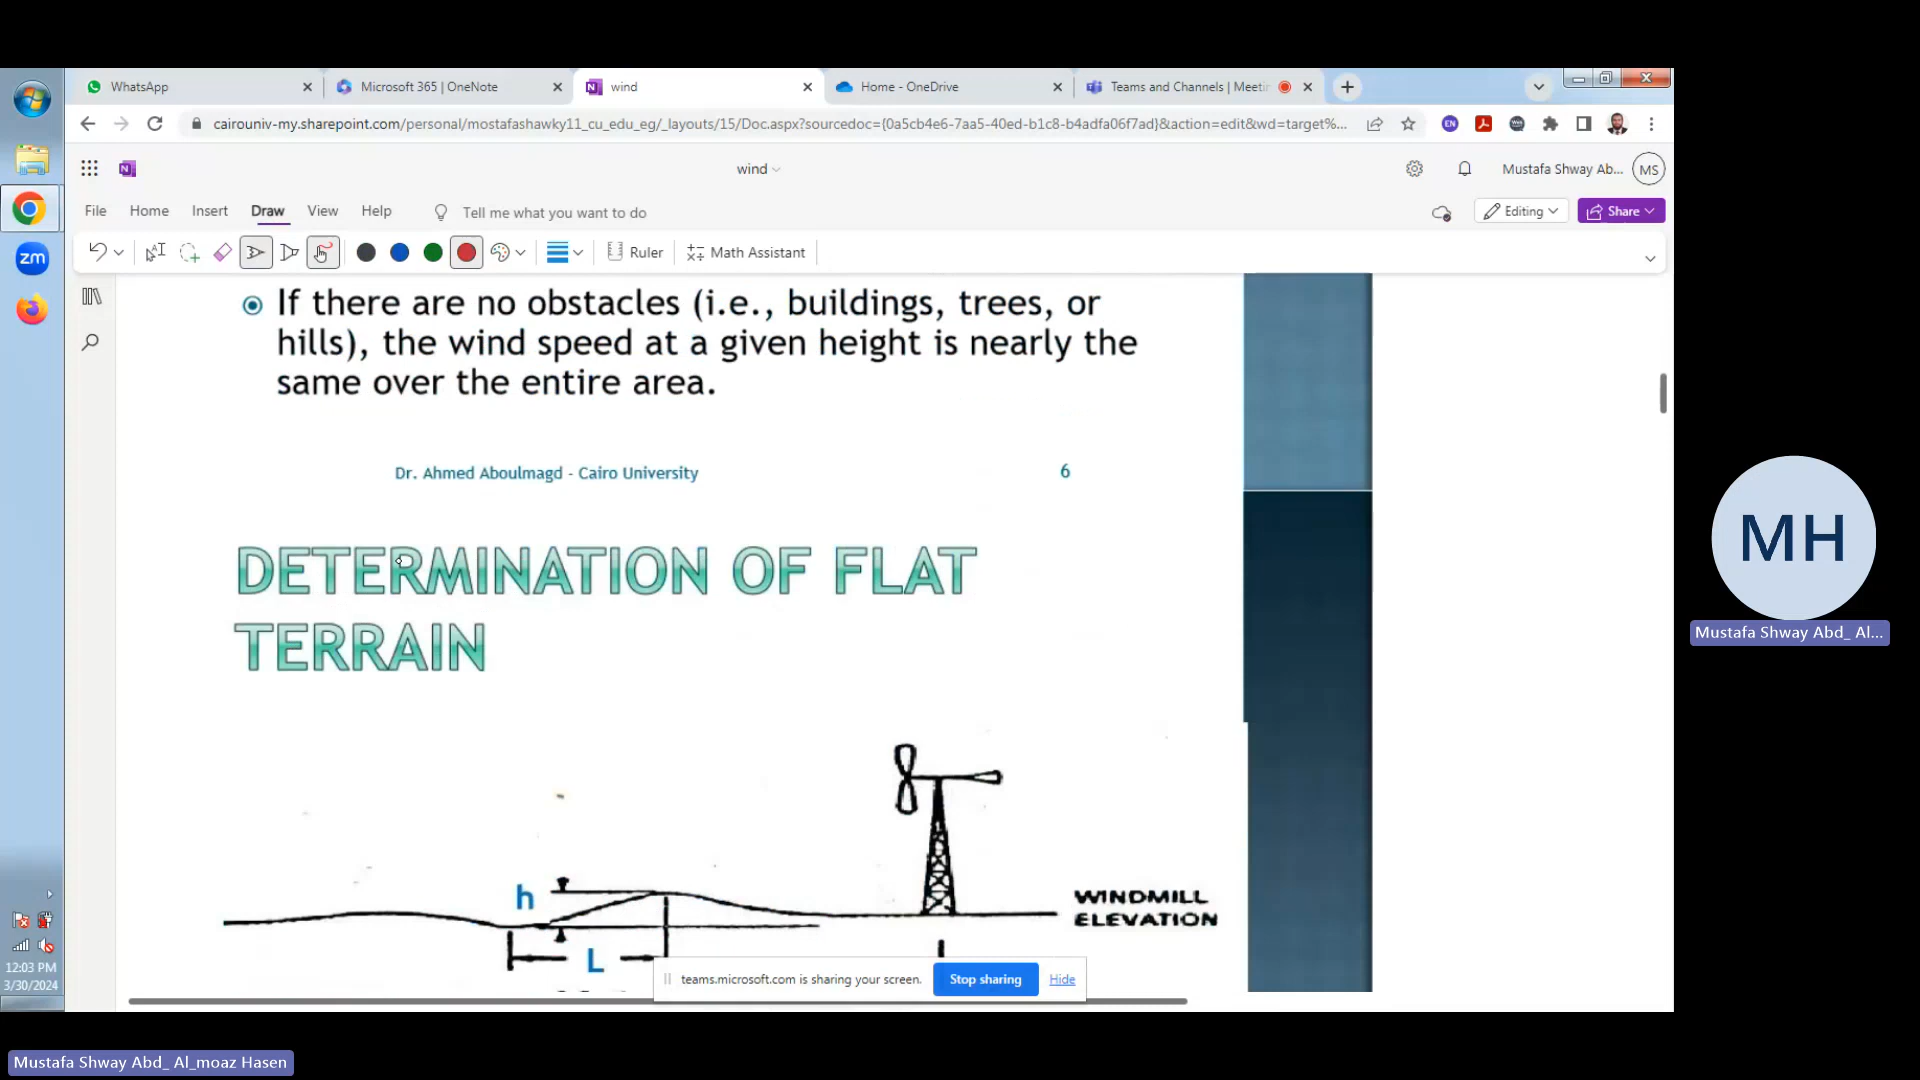 WhatsApp
Microsoft 365 | OneNote
wind
Home - OneDrive
Teams and Channels | Meetin
cairouniv-my.sharepoint.com/personal/mostafashawky11_cu_edu_eg/_layouts/15/Doc.aspx?sourcedoc={0a5cb4e6-7aa5-40ed-b1c8-b4adfa06f7ad}&action=edit&wd=target%...
wind
Mustafa Shway Ab...
MS
File
Home
Insert
Draw
View
Help
Tell me what you want to do
Editing
Share
Ruler
Math Assistant
zm
EN
If there are no obstacles (i.e., buildings, trees, or
hills), the wind speed at a given height is nearly the
same over the entire area.
Dr. Ahmed Aboulmagd - Cairo University
6
DETERMINATION OF FLAT
TERRAIN
h
L
WINDMILL
ELEVATION
teams.microsoft.com is sharing your screen.
Stop sharing
Hide
12:03 PM
3/30/2024
MH
Mustafa Shway Abd_ Al...
Mustafa Shway Abd_ Al_moaz Hasen